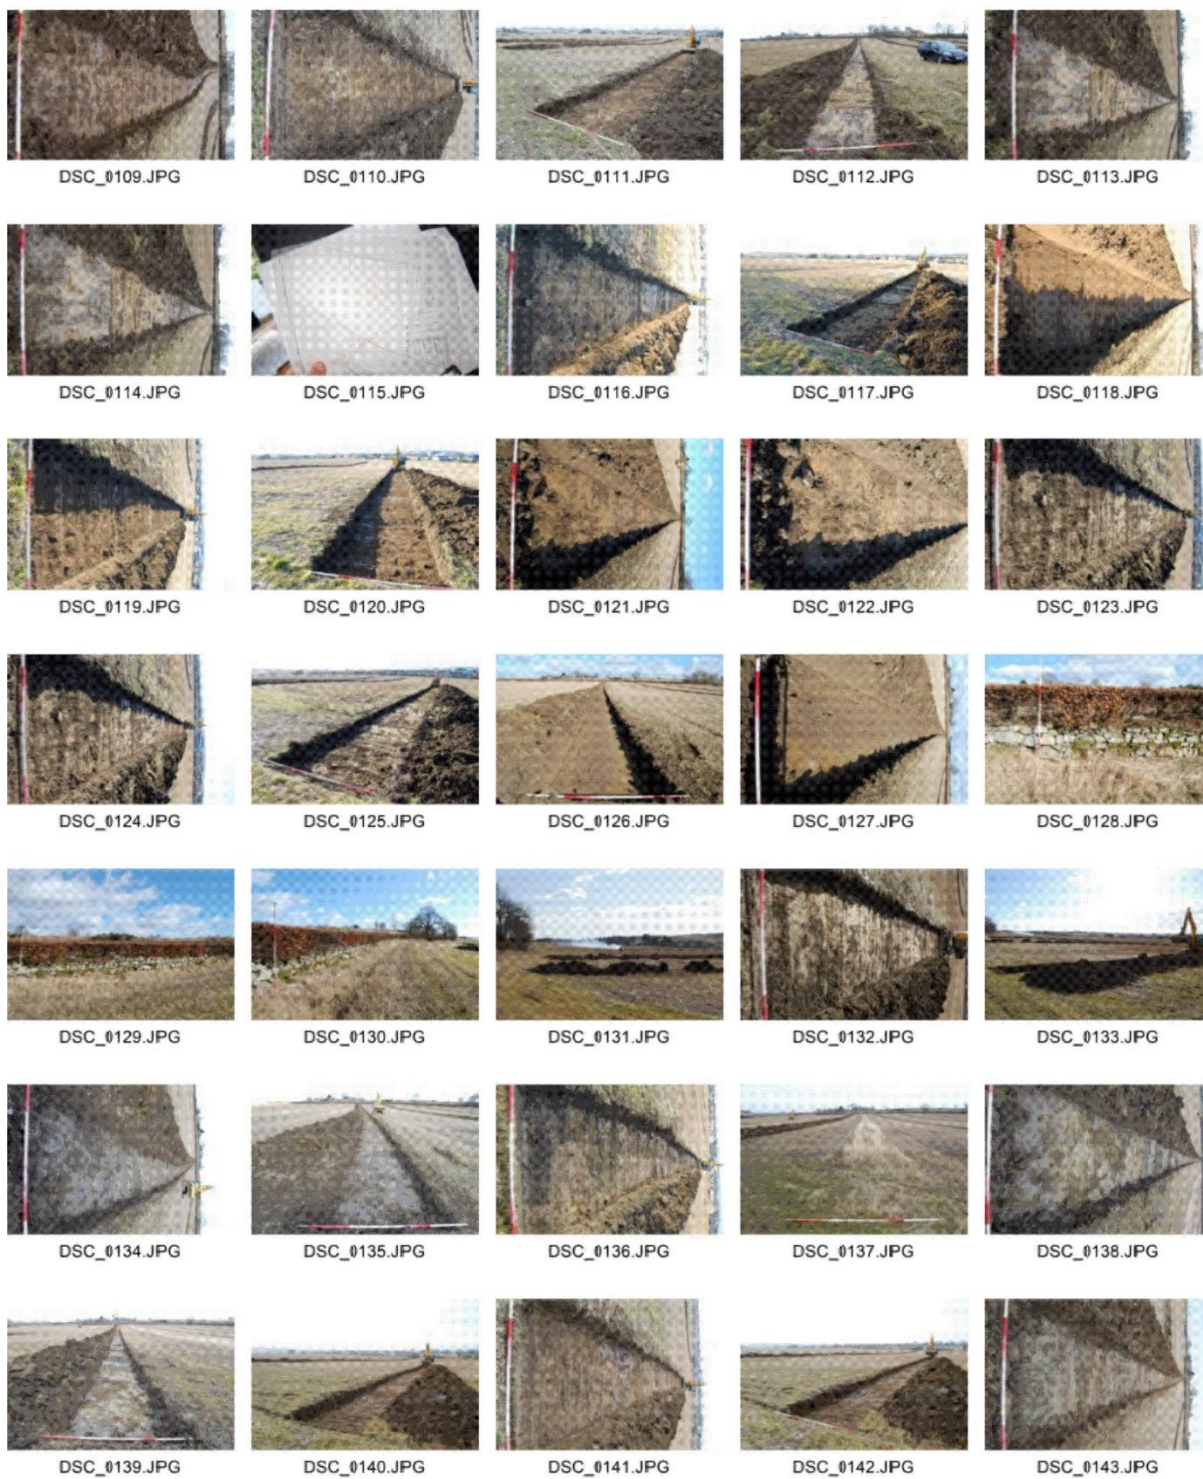 DSC_0109.JPG DSC_0110.JPG DSC_0111.JPG DSC_0112.JPG DSC_0113.JPG
DSC_0114.JPG DSC_0115.JPG DSC_0116.JPG DSC_0117.JPG DSC_0118.JPG
DSC_0119.JPG DSC_0120.JPG DSC_0121.JPG DSC_0122.JPG DSC_0123.JPG
DSC_0124.JPG DSC_0125.JPG DSC_0126.JPG DSC_0127.JPG DSC_0128.JPG
DSC_0129.JPG DSC_0130.JPG DSC_0131.JPG DSC_0132.JPG DSC_0133.JPG
DSC_0134.JPG DSC_0135.JPG DSC_0136.JPG DSC_0137.JPG DSC_0138.JPG
DSC_0139.JPG DSC_0140.JPG DSC_0141.JPG DSC_0142.JPG DSC_0143.JPG